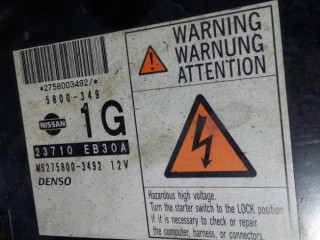 *2758003492/*
5800-349
NISSAN
1G
23710 EB30A
MB275800-3492 12V
DENSO
WARNING
WARNUNG
ATTENTION
Hazardous high voltage.
Turn the starter switch to the LOCK position
if it is necessary to check or repair
the computer, harness, or connectors